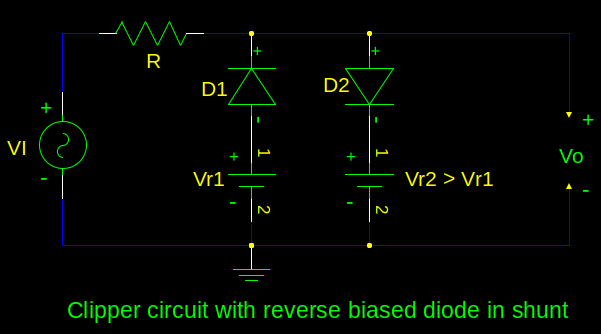 +
+
R
D1
D2
+
-
-
+
VI
-
1
1
+
+
Vr1
Vr2 > Vr1
-
2
-
2
Vo
+
-
Clipper circuit with reverse biased diode in shunt